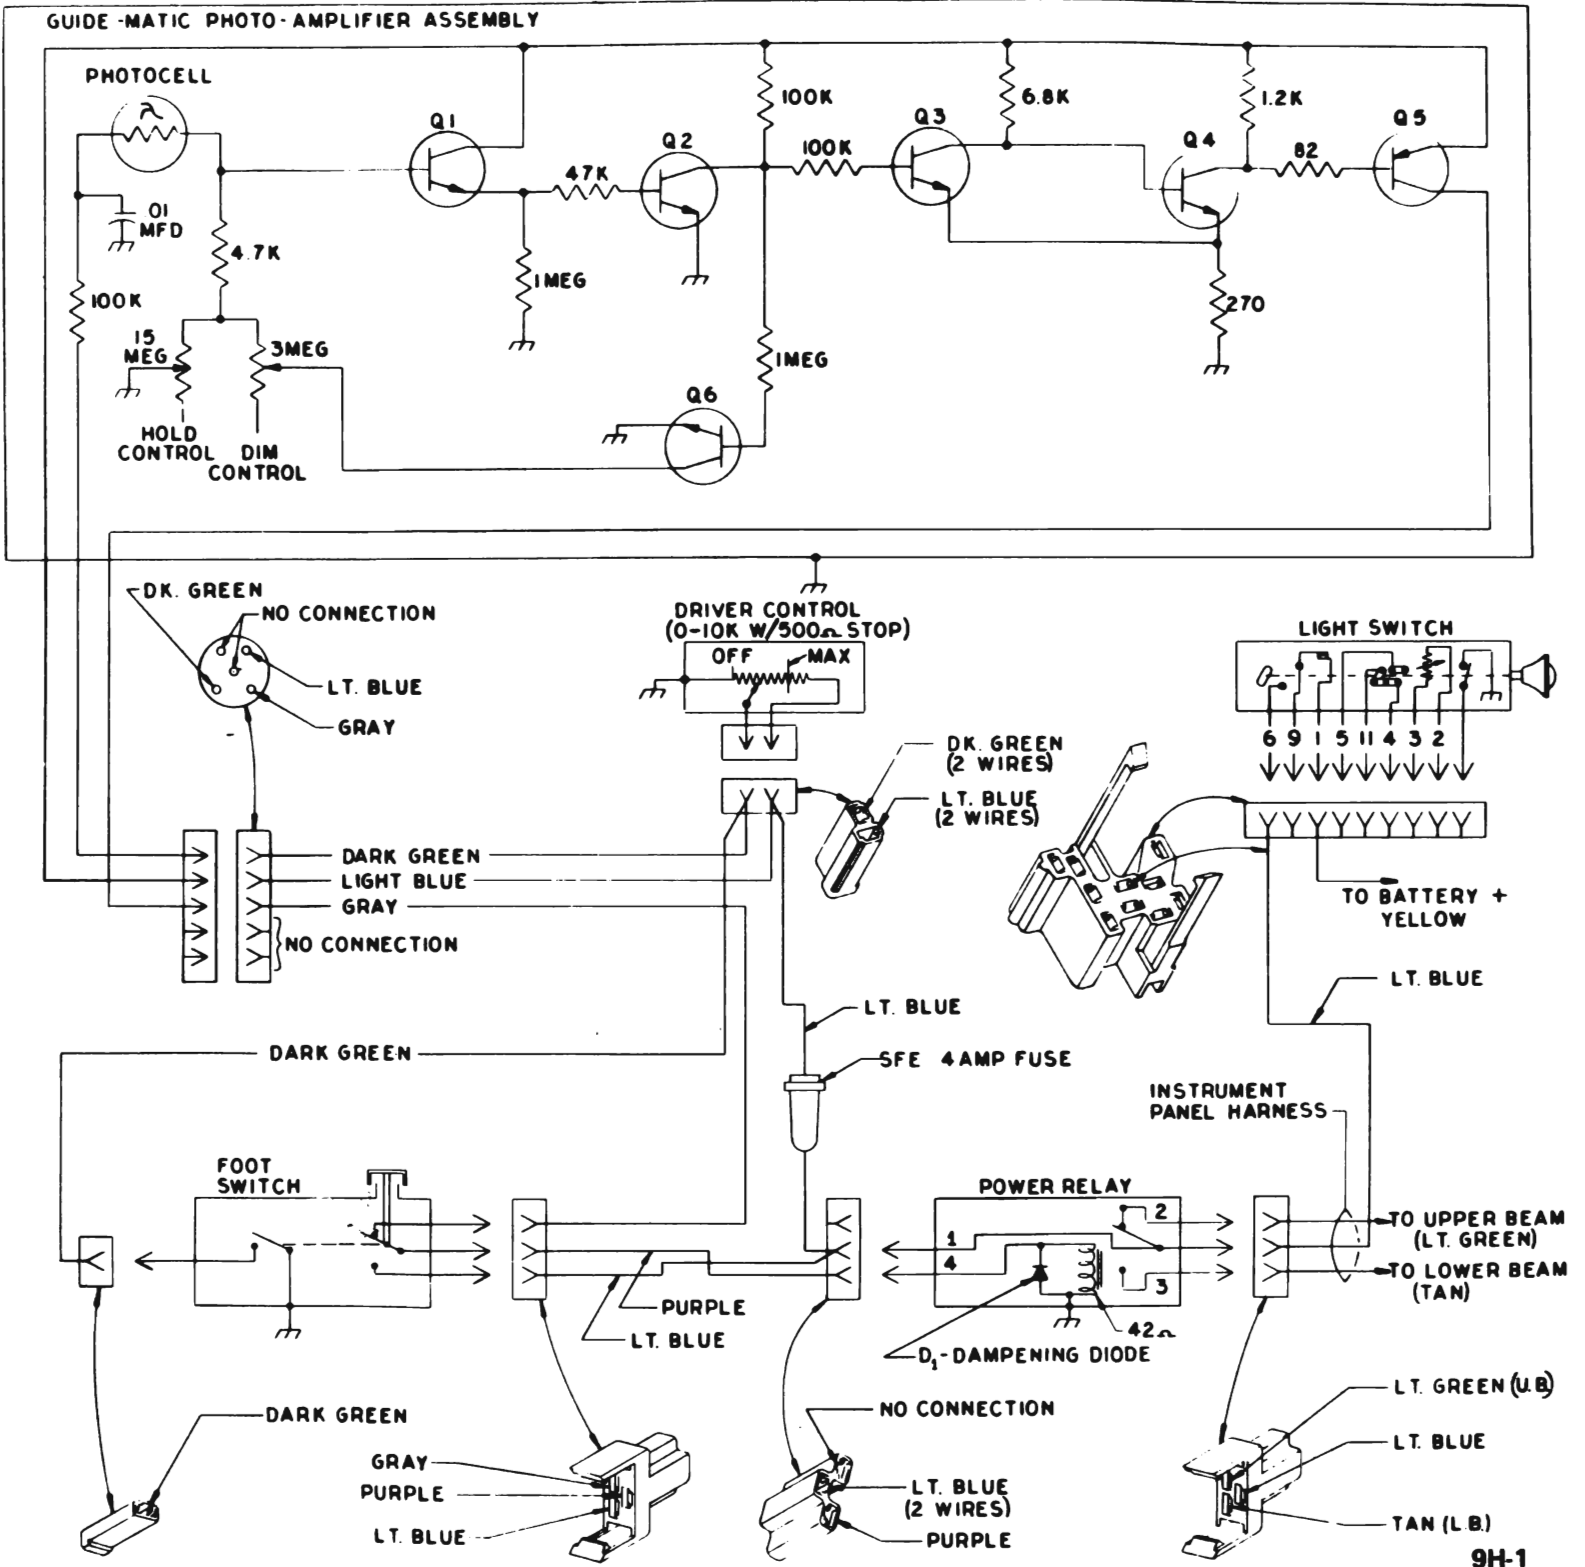 GUIDE -MATIC PHOTO-AMPLIFIER ASSEMBLY
PHOTOCELL
λ
Q1
Q2
Q3
Q4
Q5
100K
6.8K
1.2K
47K
100K
82
.01
MFD
4.7K
1MEG
270
100K
15
MEG
3MEG
1MEG
Q6
HOLD
CONTROL
DIM
CONTROL
DK. GREEN
NO CONNECTION
LT. BLUE
GRAY
DRIVER CONTROL
(0-10K W/500Ω STOP)
OFF
MAX
LIGHT SWITCH
6 9 1 5 11 4 3 2
DK. GREEN
(2 WIRES)
LT. BLUE
(2 WIRES)
DARK GREEN
LIGHT BLUE
GRAY
NO CONNECTION
TO BATTERY +
YELLOW
LT. BLUE
LT. BLUE
DARK GREEN
SFE 4 AMP FUSE
INSTRUMENT
PANEL HARNESS
FOOT
SWITCH
POWER RELAY
1
2
4
3
TO UPPER BEAM
(LT. GREEN)
TO LOWER BEAM
(TAN)
PURPLE
LT. BLUE
42Ω
D1-DAMPENING DIODE
DARK GREEN
NO CONNECTION
LT. GREEN (U.B.)
GRAY
PURPLE
LT. BLUE
LT. BLUE
(2 WIRES)
PURPLE
LT. BLUE
TAN (L.B.)
9H-1